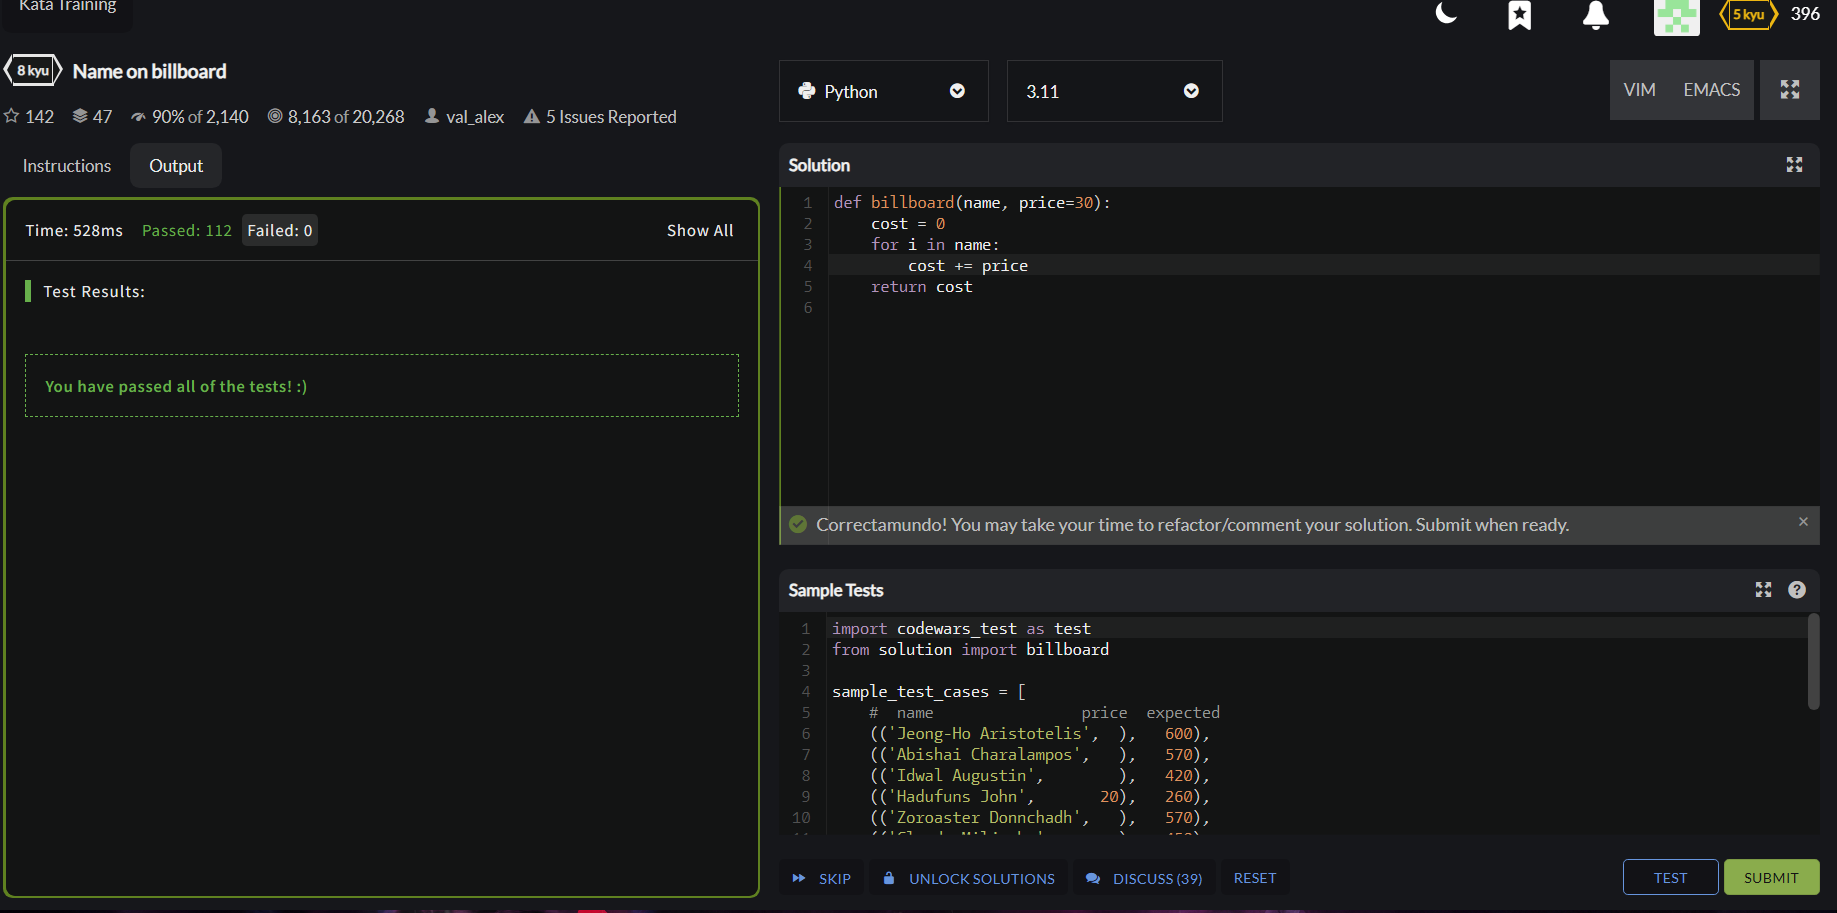 Kata Training
5 kyu 396
8 kyu Name on billboard
142 47 90% of 2,140 8,163 of 20,268 val_alex 5 Issues Reported
Instructions Output
Time: 528ms Passed: 112 Failed: 0 Show All
Test Results:
You have passed all of the tests! :)
Python 3.11 VIM EMACS
Solution
1 def billboard(name, price=30):
2     cost = 0
3     for i in name:
4         cost += price
5     return cost
6
Correctamundo! You may take your time to refactor/comment your solution. Submit when ready. ×
Sample Tests ?
1 import codewars_test as test
2 from solution import billboard
3
4 sample_test_cases = [
5     #  name                price  expected
6     (('Jeong-Ho Aristotelis',  ),   600),
7     (('Abishai Charalampos',   ),   570),
8     (('Idwal Augustin',        ),   420),
9     (('Hadufuns John',       20),   260),
10     (('Zoroaster Donnchadh',   ),   570),
SKIP UNLOCK SOLUTIONS DISCUSS (39) RESET TEST SUBMIT